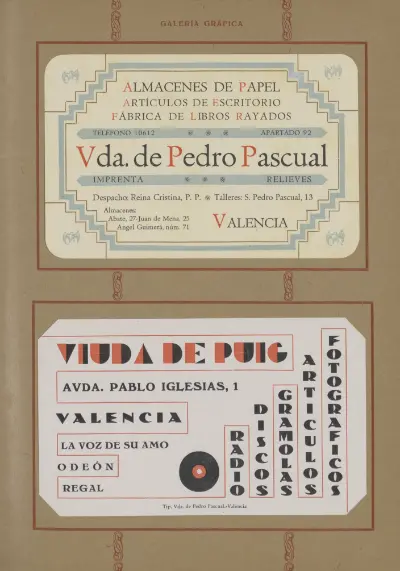 GALERÍA GRÁFICA
ALMACENES DE PAPEL
ARTÍCULOS DE ESCRITORIO
FÁBRICA DE LIBROS RAYADOS
TELÉFONO 10612
APARTADO 92
Vda. de Pedro Pascual
IMPRENTA
RELIEVES
Despacho: Reina Cristina, P. P. Talleres: S. Pedro Pascual, 13
Almacenes:
Abate, 27-Juan de Mena, 25
Angel Guimerá, núm. 71
VALENCIA
VIUDA DE PUIG
AVDA. PABLO IGLESIAS, 1
VALENCIA
LA VOZ DE SU AMO
ODEÓN
REGAL
RADIO
DISCOS
GRAMOLAS
ARTICULOS
FOTOGRAFICOS
Tip. Vda. de Pedro Pascual.-Valencia